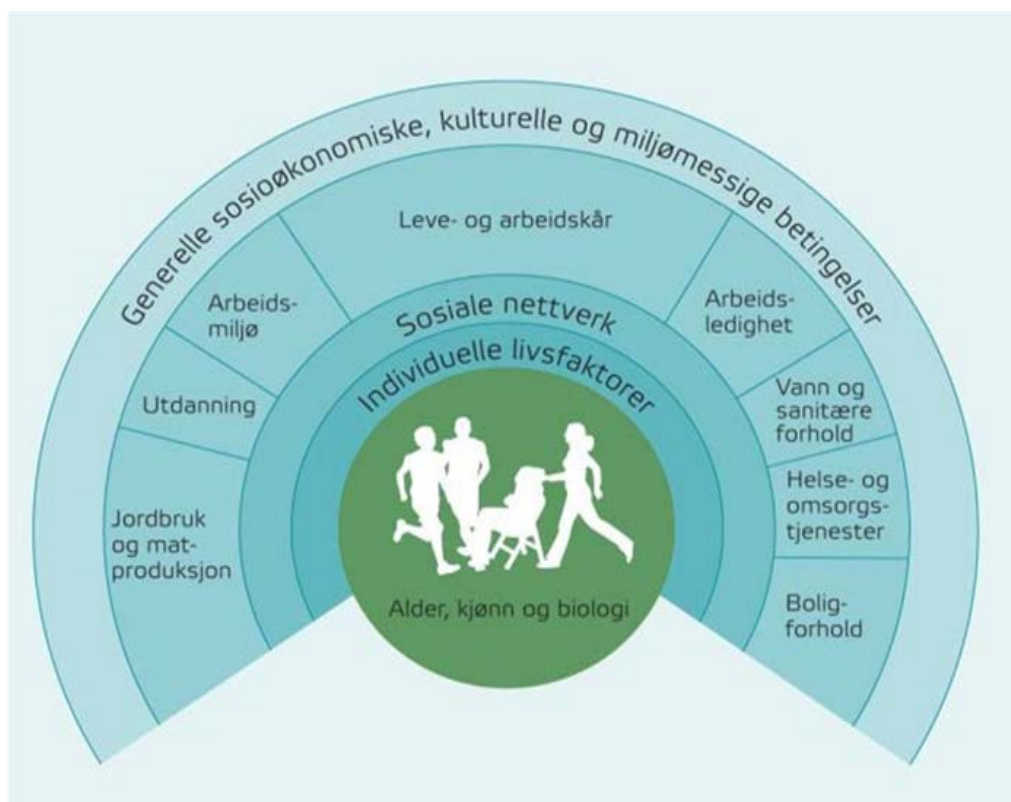 Generelle sosioøkonomiske, kulturelle og miljømessige betingelser
Leve- og arbeidskår
Arbeids-
miljø
Utdanning
Jordbruk
og mat-
produksjon
Arbeids-
ledighet
Vann og
sanitære
forhold
Helse- og
omsorgs-
tjenester
Bolig-
forhold
Sosiale nettverk
Individuelle livsfaktorer
Alder, kjønn og biologi